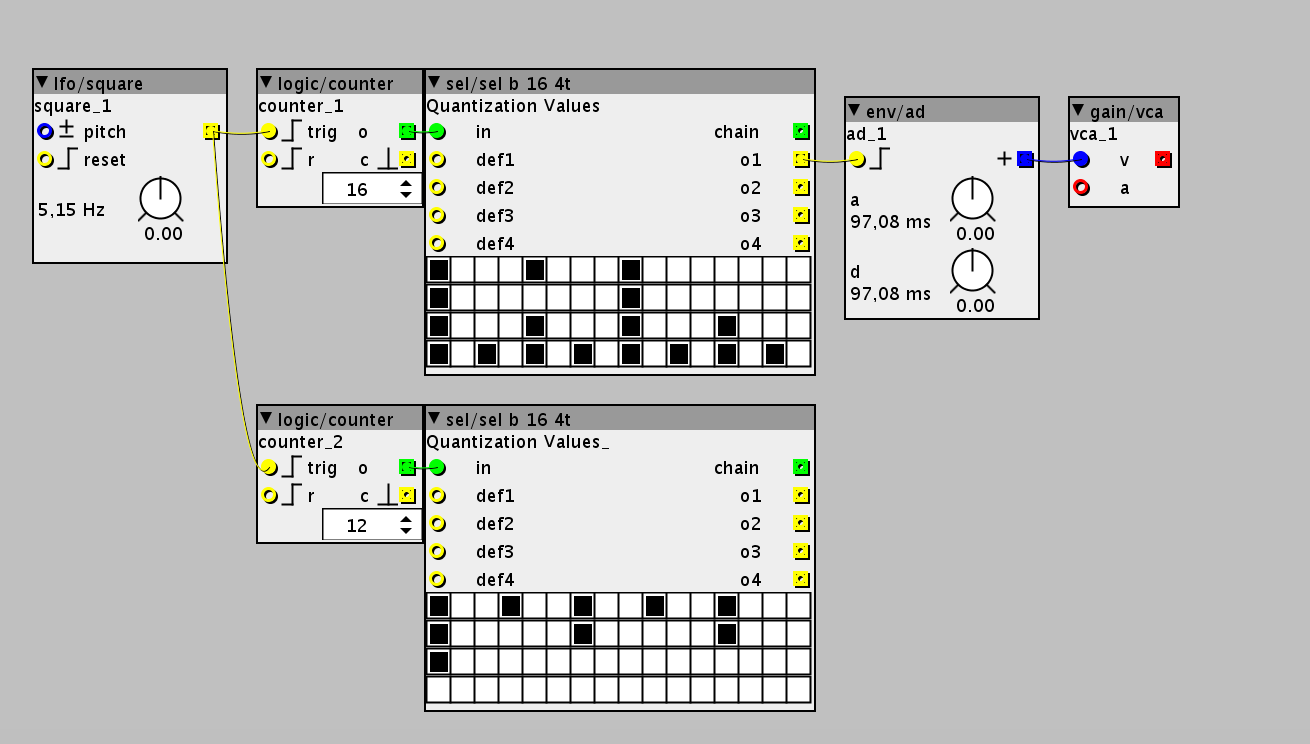 lfo/square
square_1
± pitch
reset
5,15 Hz
0.00
logic/counter
counter_1
trig o
r c
16
sel/sel b 16 4t
Quantization Values
in chain
def1 o1
def2 o2
def3 o3
def4 o4
env/ad
ad_1
+
a
97,08 ms
0.00
d
97,08 ms
0.00
gain/vca
vca_1
v
a
logic/counter
counter_2
trig o
r c
12
sel/sel b 16 4t
Quantization Values_
in chain
def1 o1
def2 o2
def3 o3
def4 o4